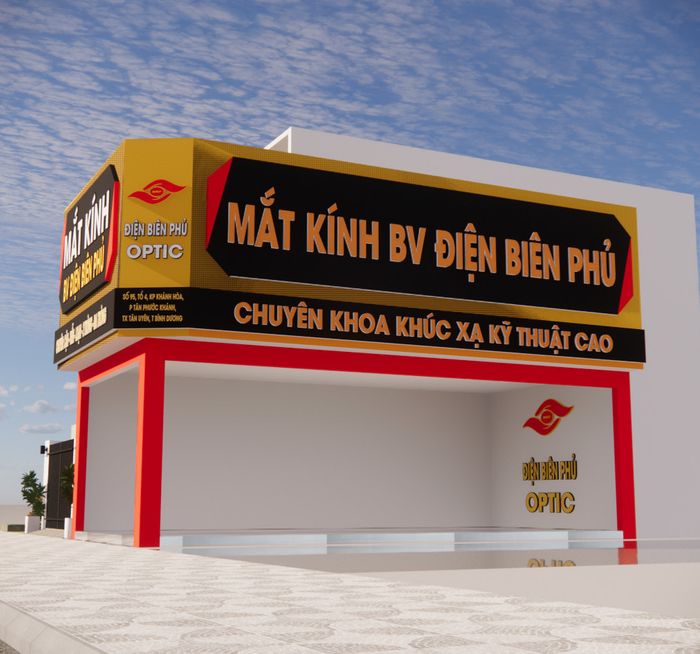 MẮT KÍNH
BV ĐIỆN BIÊN PHỦ
ĐIỆN BIÊN PHỦ
OPTIC
SỐ 95, TỔ 4, KP KHÁNH HÒA,
P TÂN PHƯỚC KHÁNH,
TX TÂN UYÊN, T BÌNH DƯƠNG
MẮT KÍNH BV ĐIỆN BIÊN PHỦ
CHUYÊN KHOA KHÚC XẠ KỸ THUẬT CAO
ĐIỆN BIÊN PHỦ
OPTIC